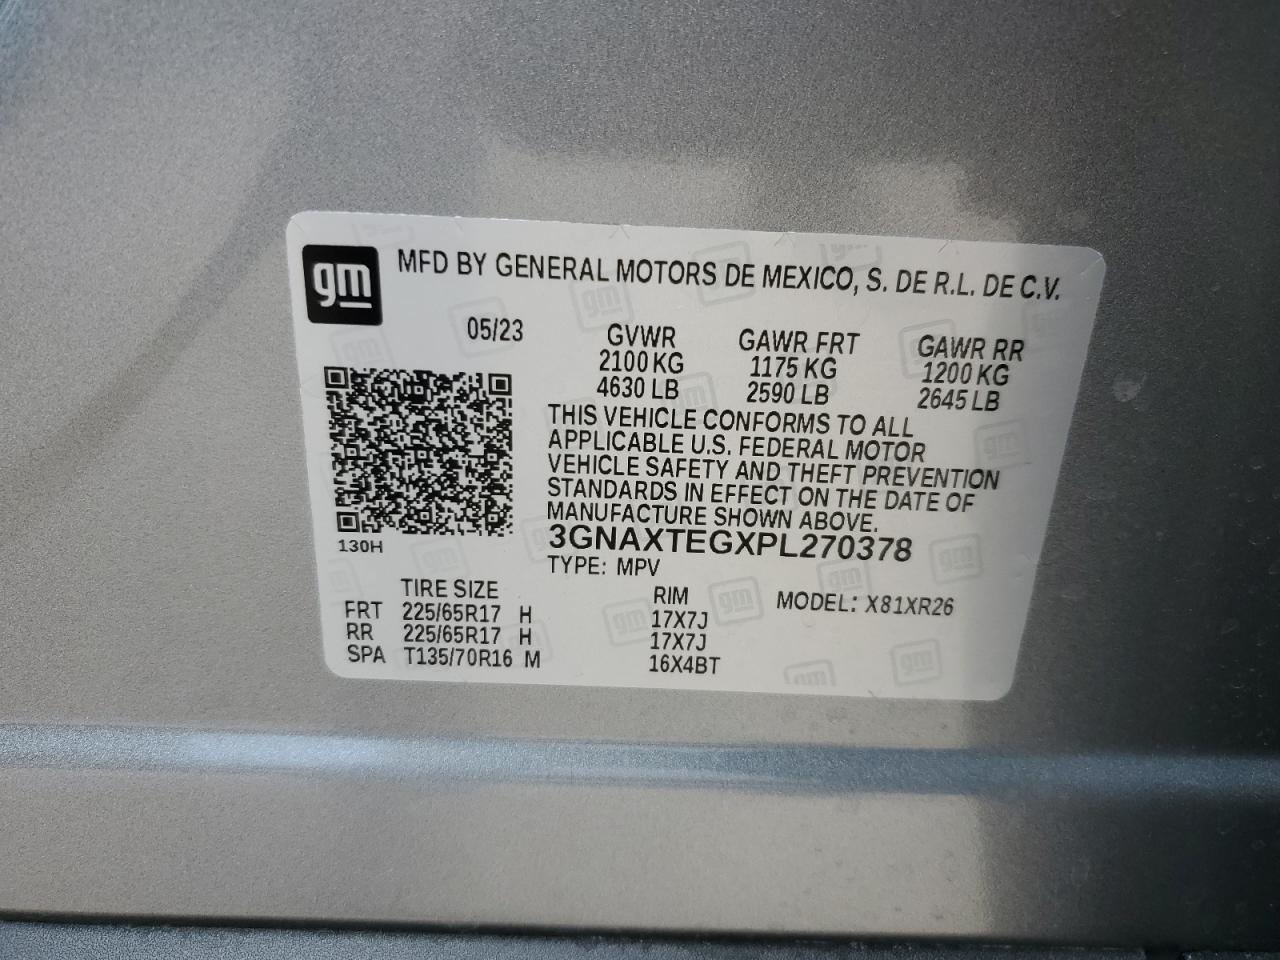 gm
MFD BY GENERAL MOTORS DE MEXICO, S. DE R.L. DE C.V.
05/23
GVWR
2100 KG
4630 LB
GAWR FRT
1175 KG
2590 LB
GAWR RR
1200 KG
2645 LB
THIS VEHICLE CONFORMS TO ALL
APPLICABLE U.S. FEDERAL MOTOR
VEHICLE SAFETY AND THEFT PREVENTION
STANDARDS IN EFFECT ON THE DATE OF
MANUFACTURE SHOWN ABOVE.
3GNAXTEGXPL270378
130H
TYPE: MPV
TIRE SIZE RIM MODEL: X81XR26
FRT 225/65R17 H 17X7J
RR 225/65R17 H 17X7J
SPA T135/70R16 M 16X4BT